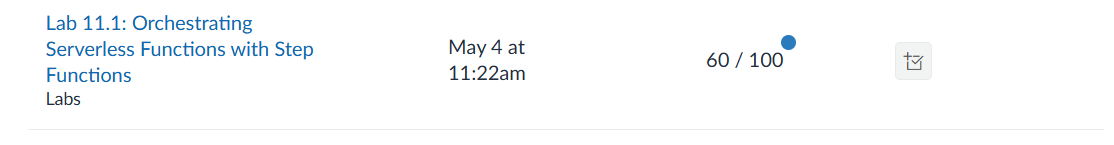 Lab 11.1: Orchestrating
Serverless Functions with Step
Functions
Labs
May 4 at
11:22am
60 / 100